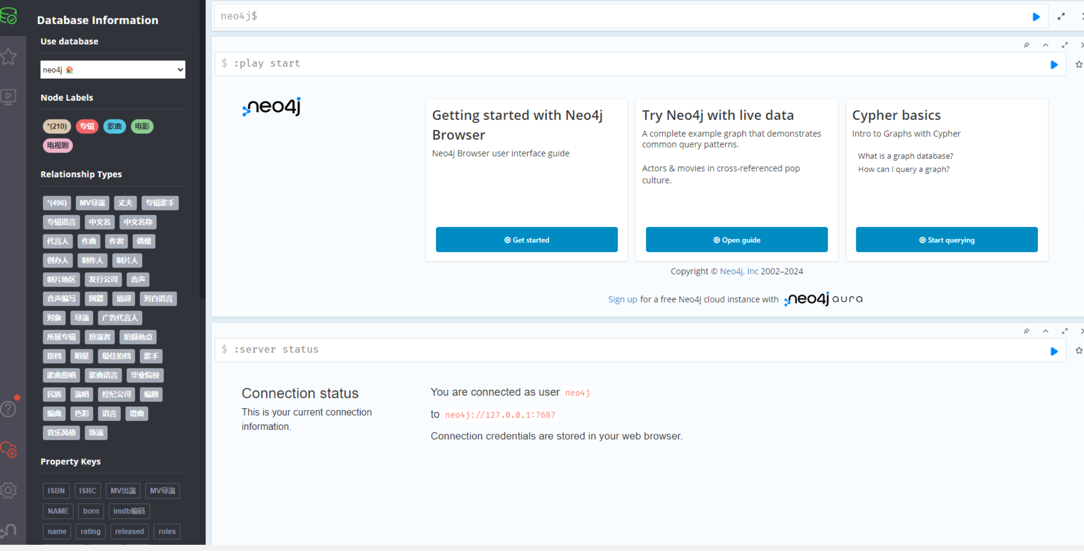 Database Information
Use database
neo4j
Node Labels
*(210) 专辑 歌曲 电影
电视剧
Relationship Types
*(496) MV导演 丈夫 专辑歌手
专辑语言 中文名 中文名称
代言人 作曲 作者 偶像
创办人 制作人 制片人
制片地区 发行公司 合声
合声编写 国籍 填词 对白语言
对象 导演 广告代言人
所属专辑 扮演者 拍摄地点
搭档 明星 最佳拍档 歌手
歌曲原唱 歌曲语言 毕业院校
民族 演唱 经纪公司 编剧
编曲 色彩 语言 谱曲
音乐风格 饰演
Property Keys
ISBN ISRC MV出演 MV导演
NAME born imdb编码
name rating released roles
neo4j$
$ :play start
neo4j
Getting started with Neo4j Browser
Neo4j Browser user interface guide
Get started
Try Neo4j with live data
A complete example graph that demonstrates
common query patterns.
Actors & movies in cross-referenced pop
culture.
Open guide
Cypher basics
Intro to Graphs with Cypher
What is a graph database?
How can I query a graph?
Start querying
Copyright © Neo4j, Inc 2002–2024
Sign up for a free Neo4j cloud instance with neo4j aura
$ :server status
Connection status
This is your current connection
information.
You are connected as user neo4j
to neo4j://127.0.0.1:7687
Connection credentials are stored in your web browser.